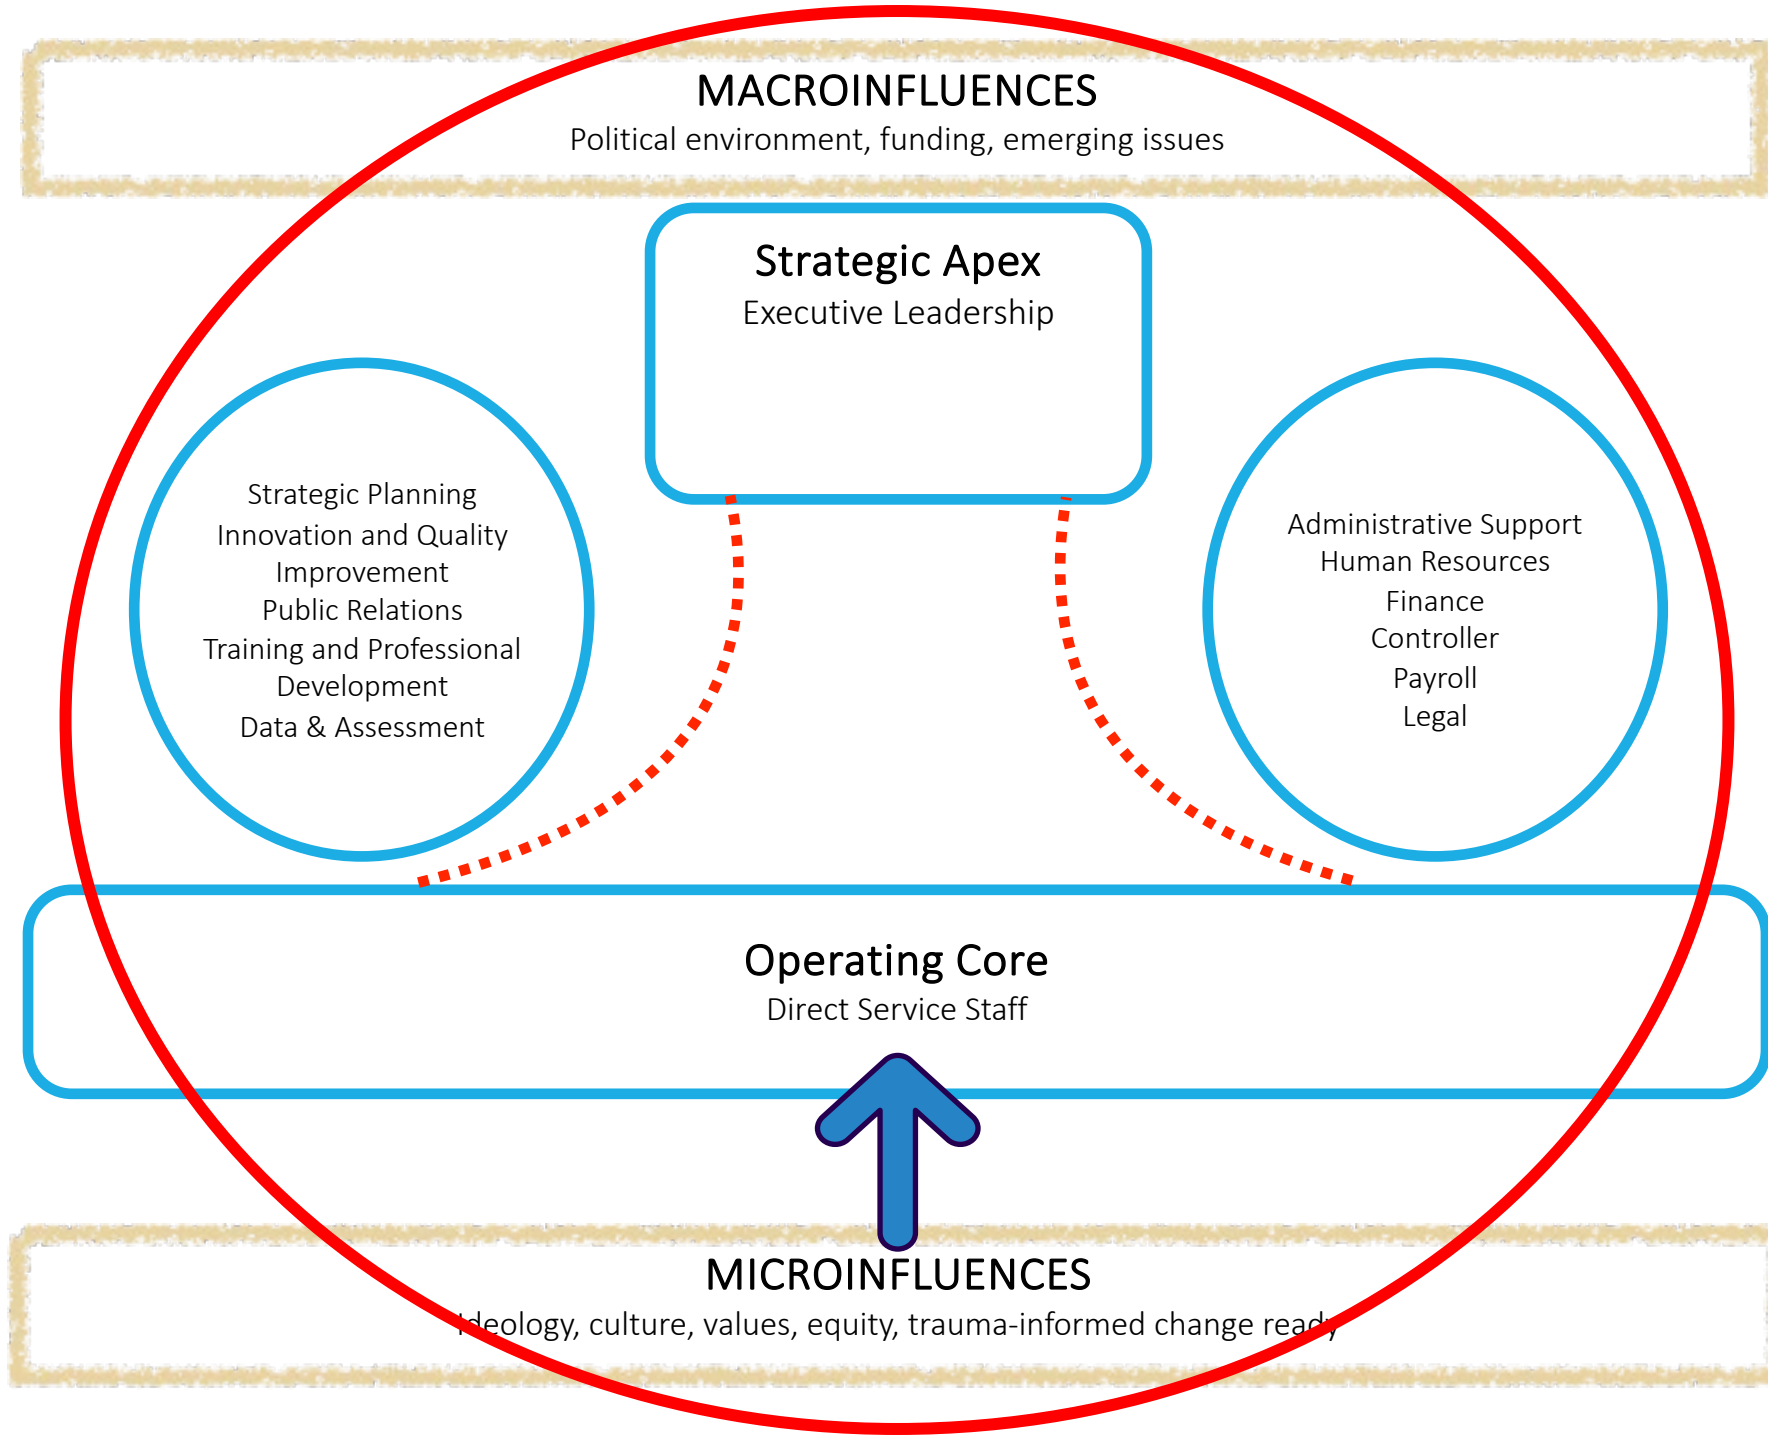 MACROINFLUENCES
Political environment, funding, emerging issues
Strategic Apex
Executive Leadership
Strategic Planning
Innovation and Quality
Improvement
Public Relations
Training and Professional
Development
Data & Assessment
Administrative Support
Human Resources
Finance
Controller
Payroll
Legal
Operating Core
Direct Service Staff
MICROINFLUENCES
Ideology, culture, values, equity, trauma-informed change ready